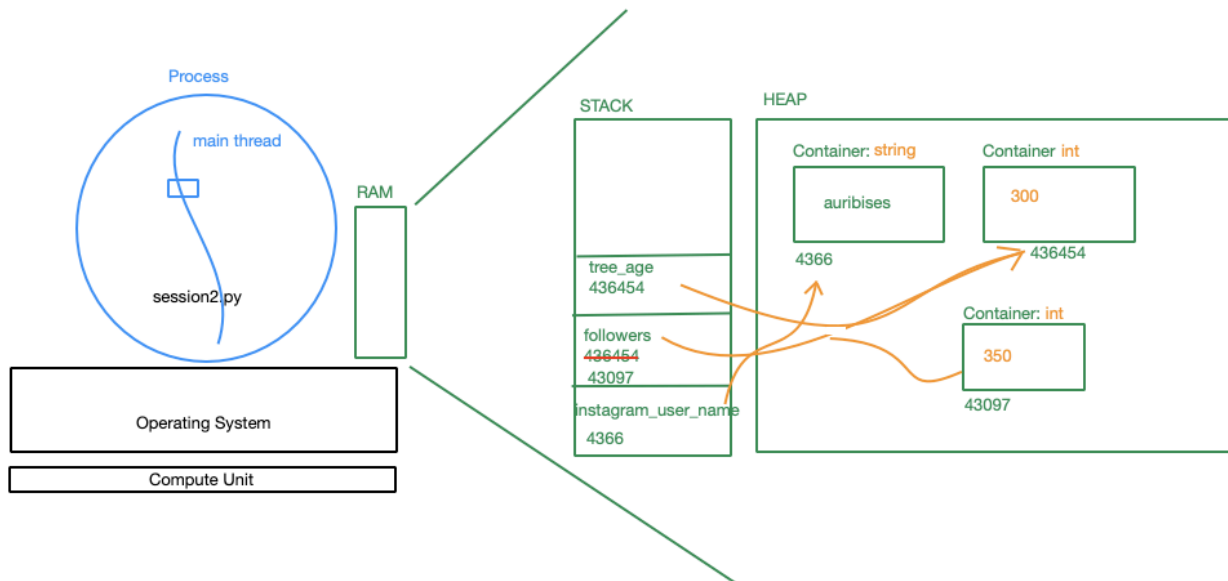 Process
main thread
session2.py
RAM
Operating System
Compute Unit
STACK
tree_age
436454
followers
436454
43097
instagram_user_name
4366
HEAP
Container: string
auribises
4366
Container int
300
436454
Container: int
350
43097